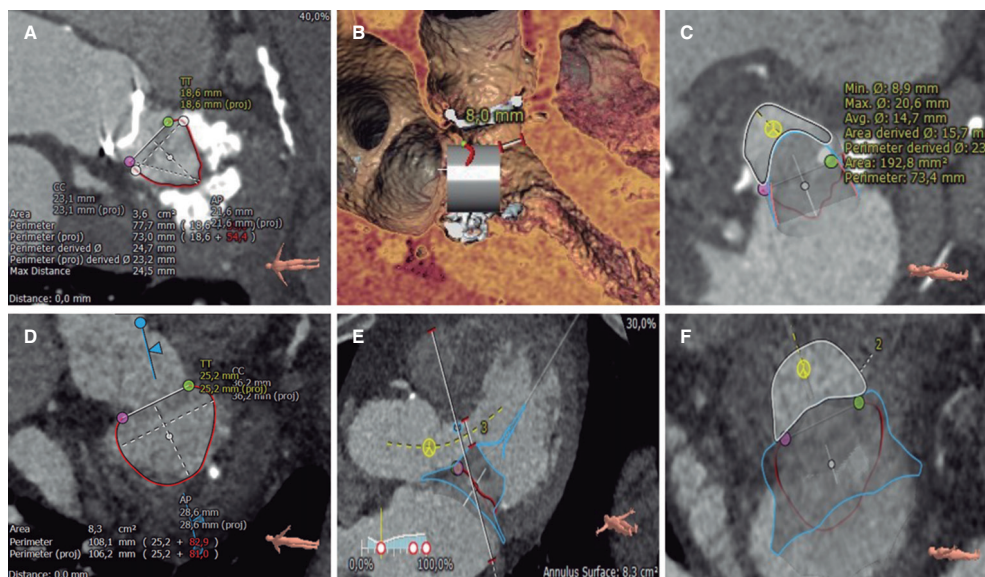 A
40,0%
TT
18,6 mm
18,6 mm (proj)
CC
23,1 mm
23,1 mm (proj)
AP
21,6 mm
21,6 mm (proj)
Area 3,6 cm²
Perimeter 77,7 mm ( 18,6
Perimeter (proj) 73,0 mm ( 18,6 + 54,4 )
Perimeter derived Ø 24,7 mm
Perimeter (proj) derived Ø 23,2 mm
Max Distance 24,5 mm
Distance: 0,0 mm
B
8,0 mm
C
Min. Ø: 8,9 mm
Max. Ø: 20,6 mm
Avg. Ø: 14,7 mm
Area derived Ø: 15,7 m
Perimeter derived Ø: 23
Area: 192,8 mm²
Perimeter: 73,4 mm
D
TT
25,2 mm
25,2 mm (proj)
CC
36,2 mm
36,2 mm (proj)
AP
28,6 mm
28,6 mm (proj)
Area 8,3 cm²
Perimeter 108,1 mm ( 25,2 + 82,9 )
Perimeter (proj) 106,2 mm ( 25,2 + 81,0 )
Distance: 0,0 mm
E
30,0%
3
0,0% 100,0%
Annulus Surface: 8,3 cm²
F
2